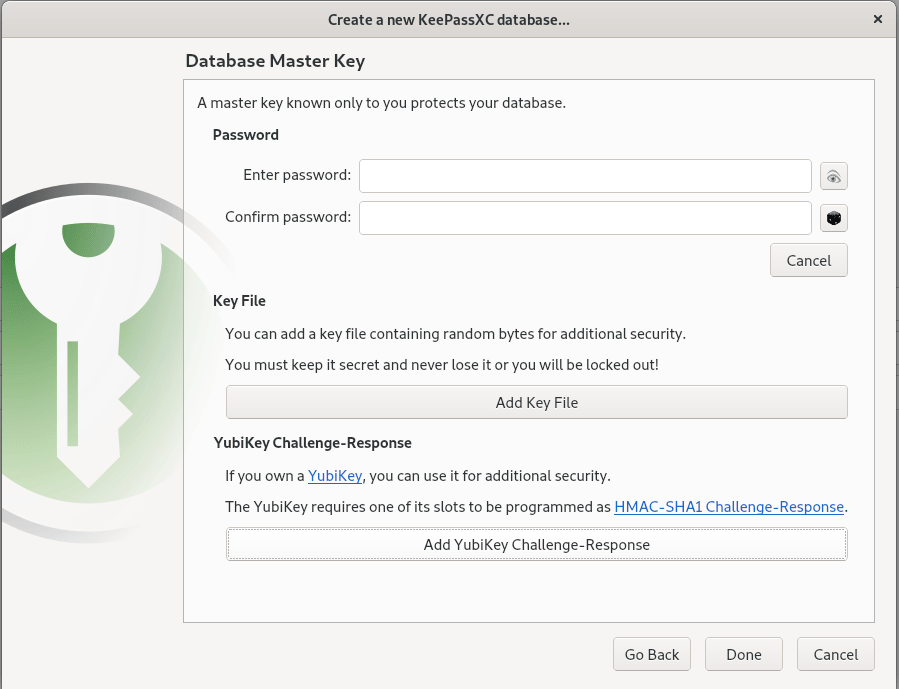 Create a new KeePassXC database...
Database Master Key
A master key known only to you protects your database.
Password
Enter password:
Confirm password:
Cancel
Key File
You can add a key file containing random bytes for additional security.
You must keep it secret and never lose it or you will be locked out!
Add Key File
YubiKey Challenge-Response
If you own a YubiKey, you can use it for additional security.
The YubiKey requires one of its slots to be programmed as HMAC-SHA1 Challenge-Response.
Add YubiKey Challenge-Response
Go Back Done Cancel